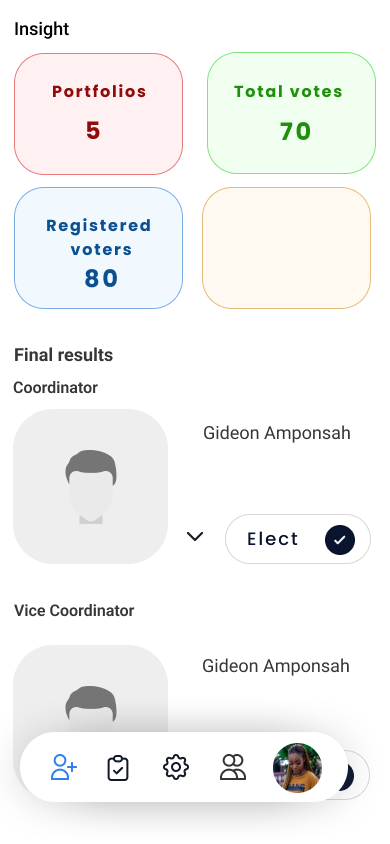 Insight
Portfolios
5
Total votes
70
Registered
voters
80
Final results
Coordinator
Gideon Amponsah
Elect
Vice Coordinator
Gideon Amponsah